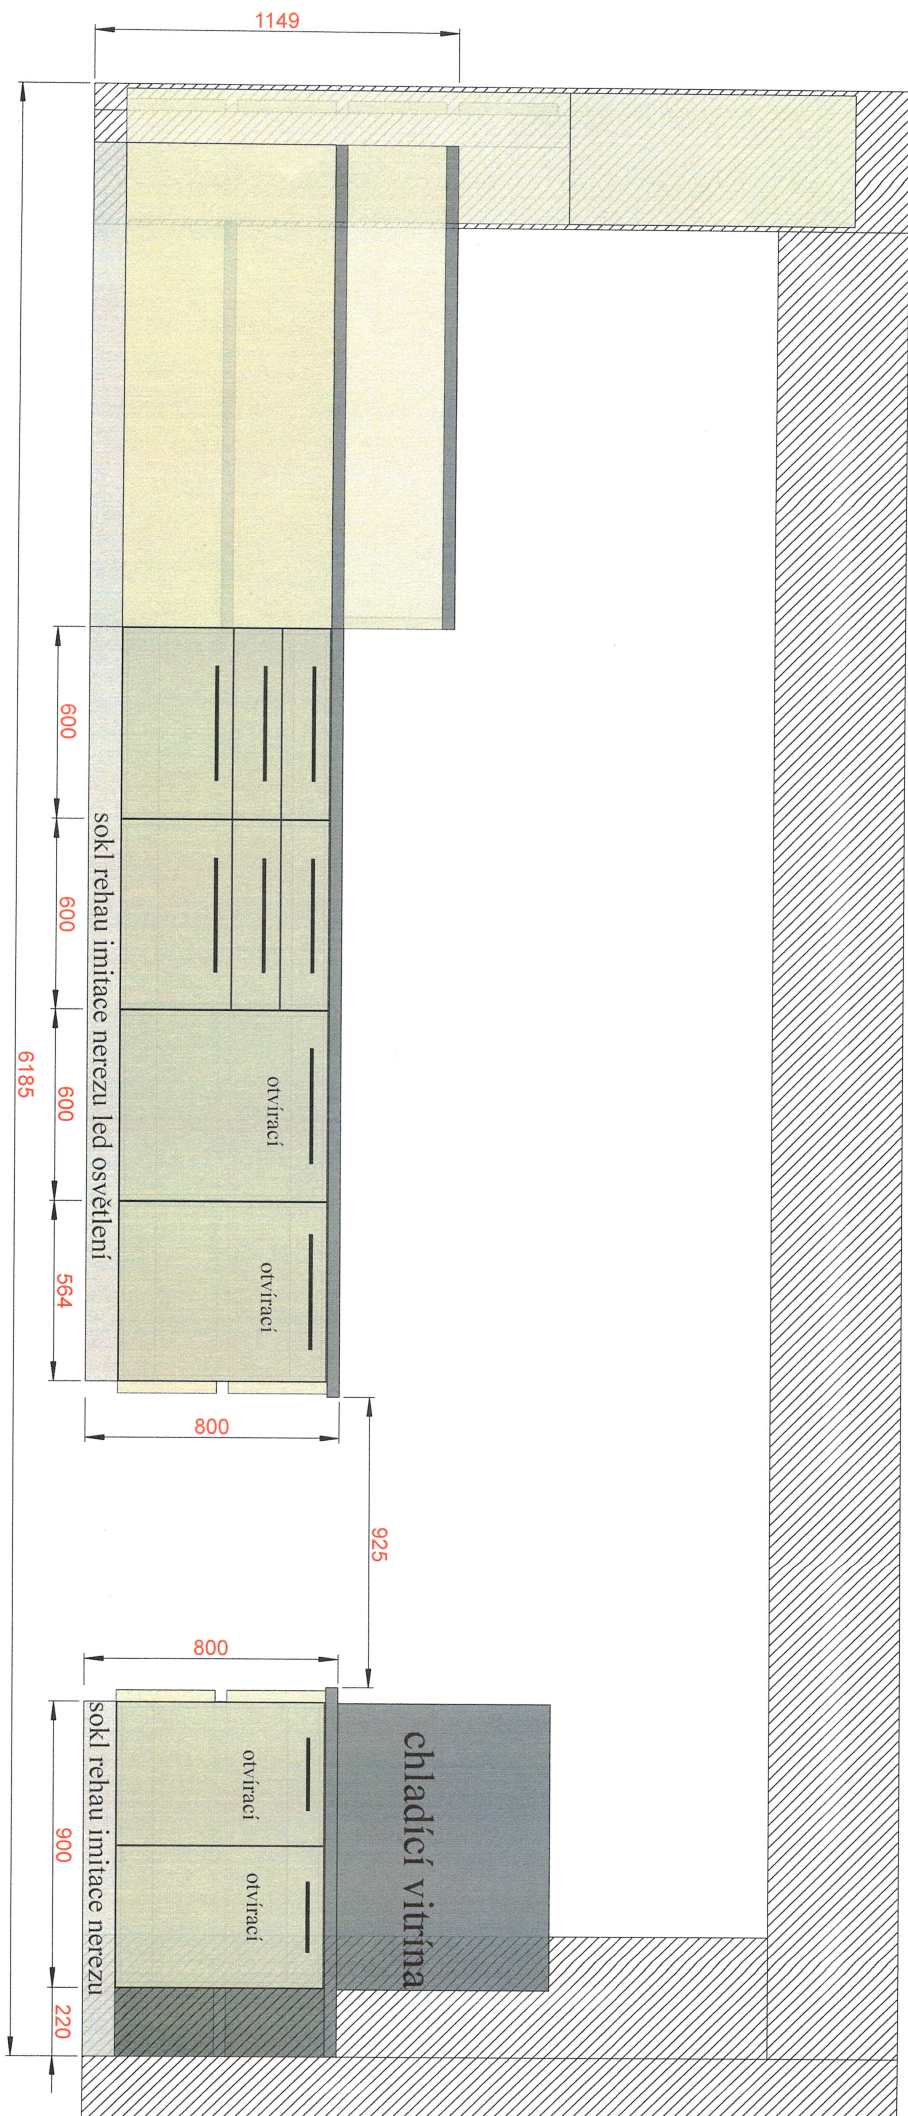 1149
chladící vitrína
925
800
800
otvírací
otvírací
otvírací
otvírací
sokl rehau imitace nerezu led osvětlení
sokl rehau imitace nerezu
600
600
600
564
900
220
6185